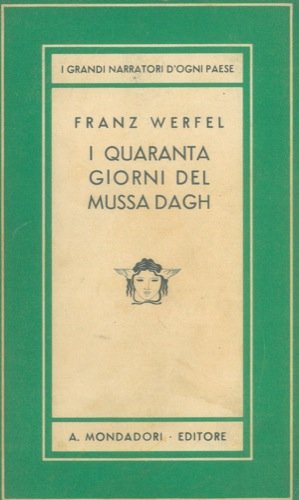 I GRANDI NARRATORI D'OGNI PAESE
FRANZ WERFEL
I QUARANTA
GIORNI DEL
MUSSA DAGH
A. MONDADORI · EDITORE